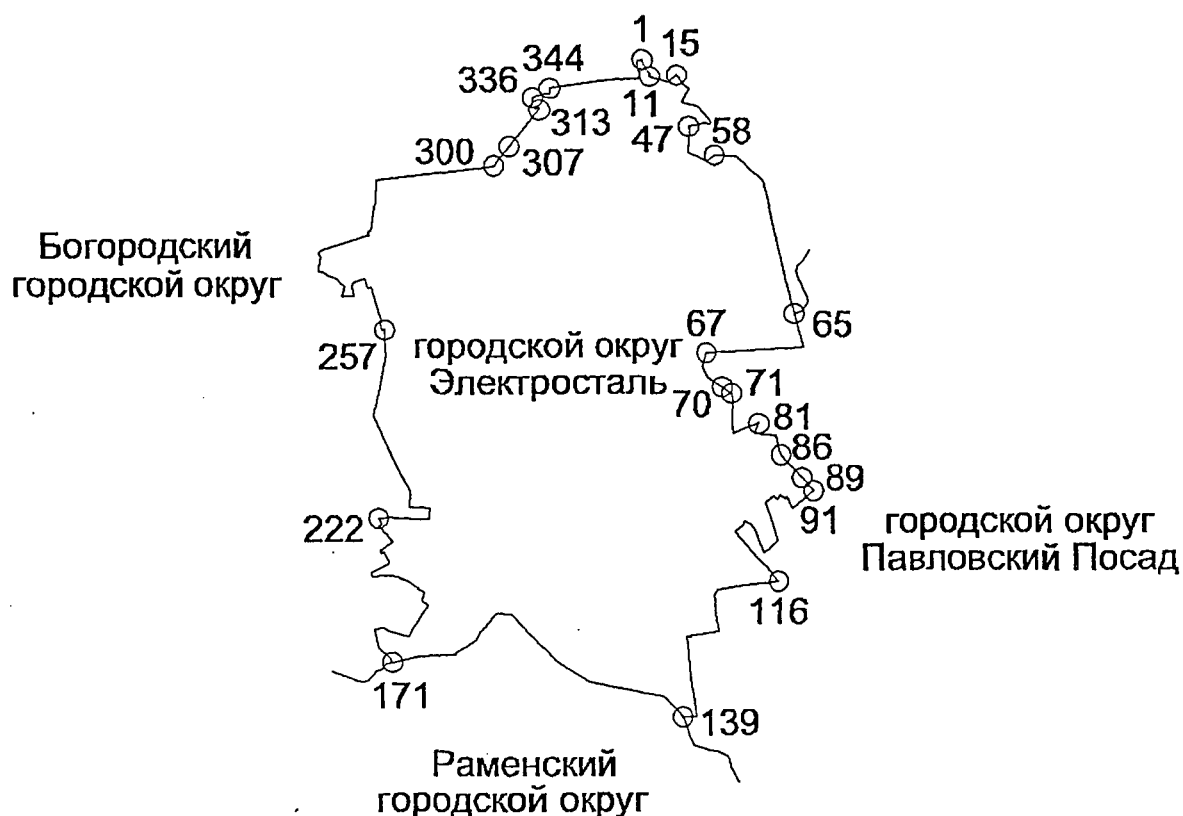 1
15
344
336
11
313
47
58
300
307
Богородский
городской округ
65
67
257
городской округ
Электросталь
71
70
81
86
89
91
222
городской округ
Павловский Посад
116
171
139
Раменский
городской округ